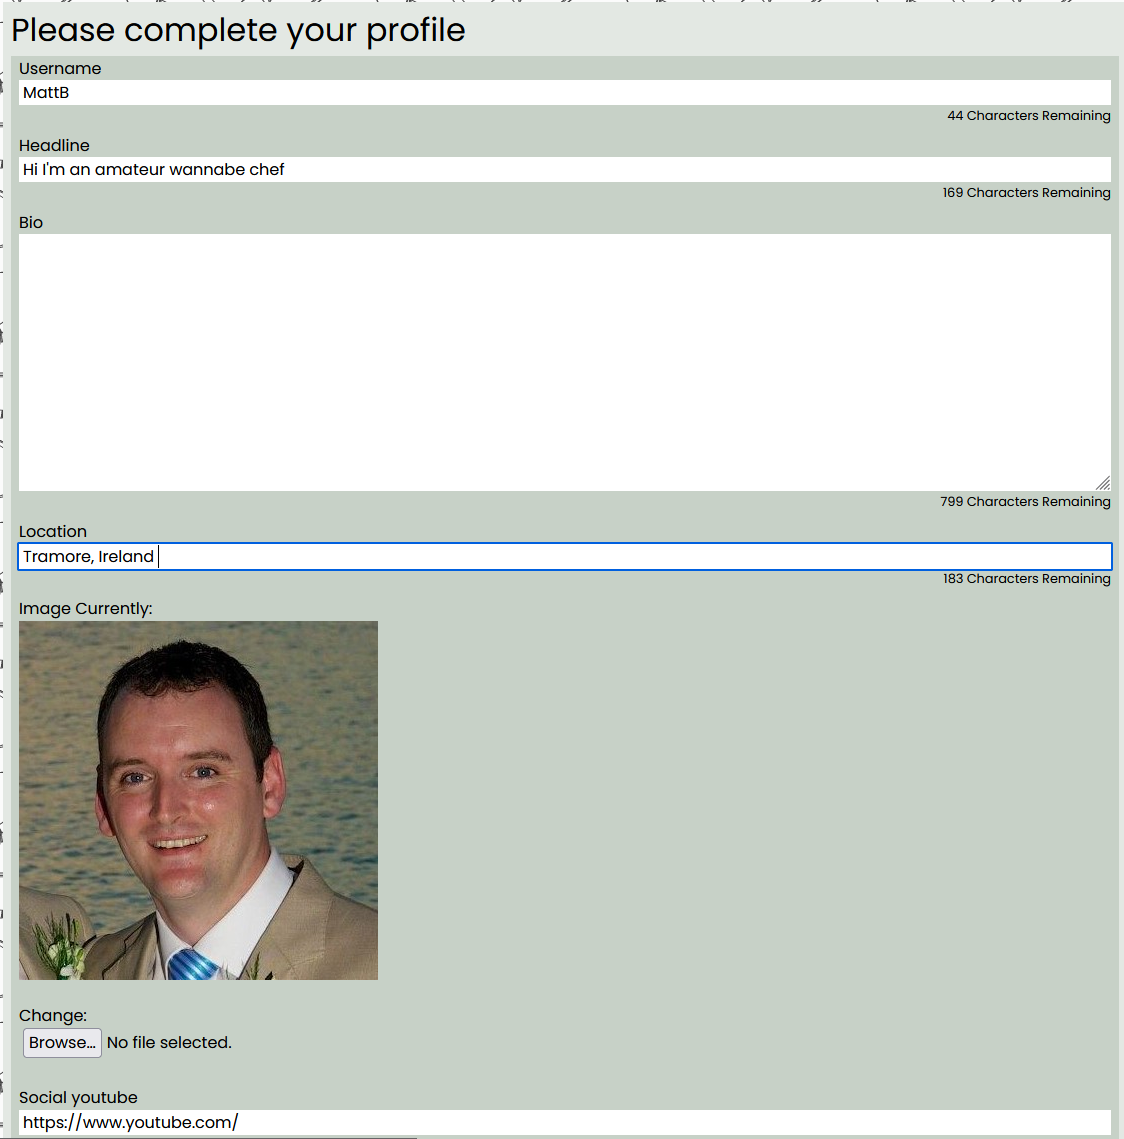 Please complete your profile
Username
MattB
44 Characters Remaining
Headline
Hi I'm an amateur wannabe chef
169 Characters Remaining
Bio
799 Characters Remaining
Location
Tramore, Ireland
183 Characters Remaining
Image Currently:
Change:
Browse... No file selected.
Social youtube
https://www.youtube.com/